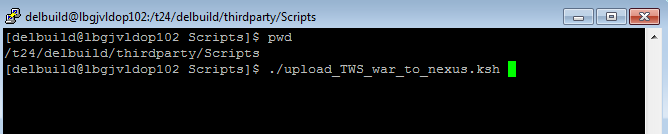 delbuild@lbgjvldop102:/t24/delbuild/thirdparty/Scripts
[delbuild@lbgjvldop102 Scripts]$ pwd
/t24/delbuild/thirdparty/Scripts
[delbuild@lbgjvldop102 Scripts]$ ./upload_TWS_war_to_nexus.ksh